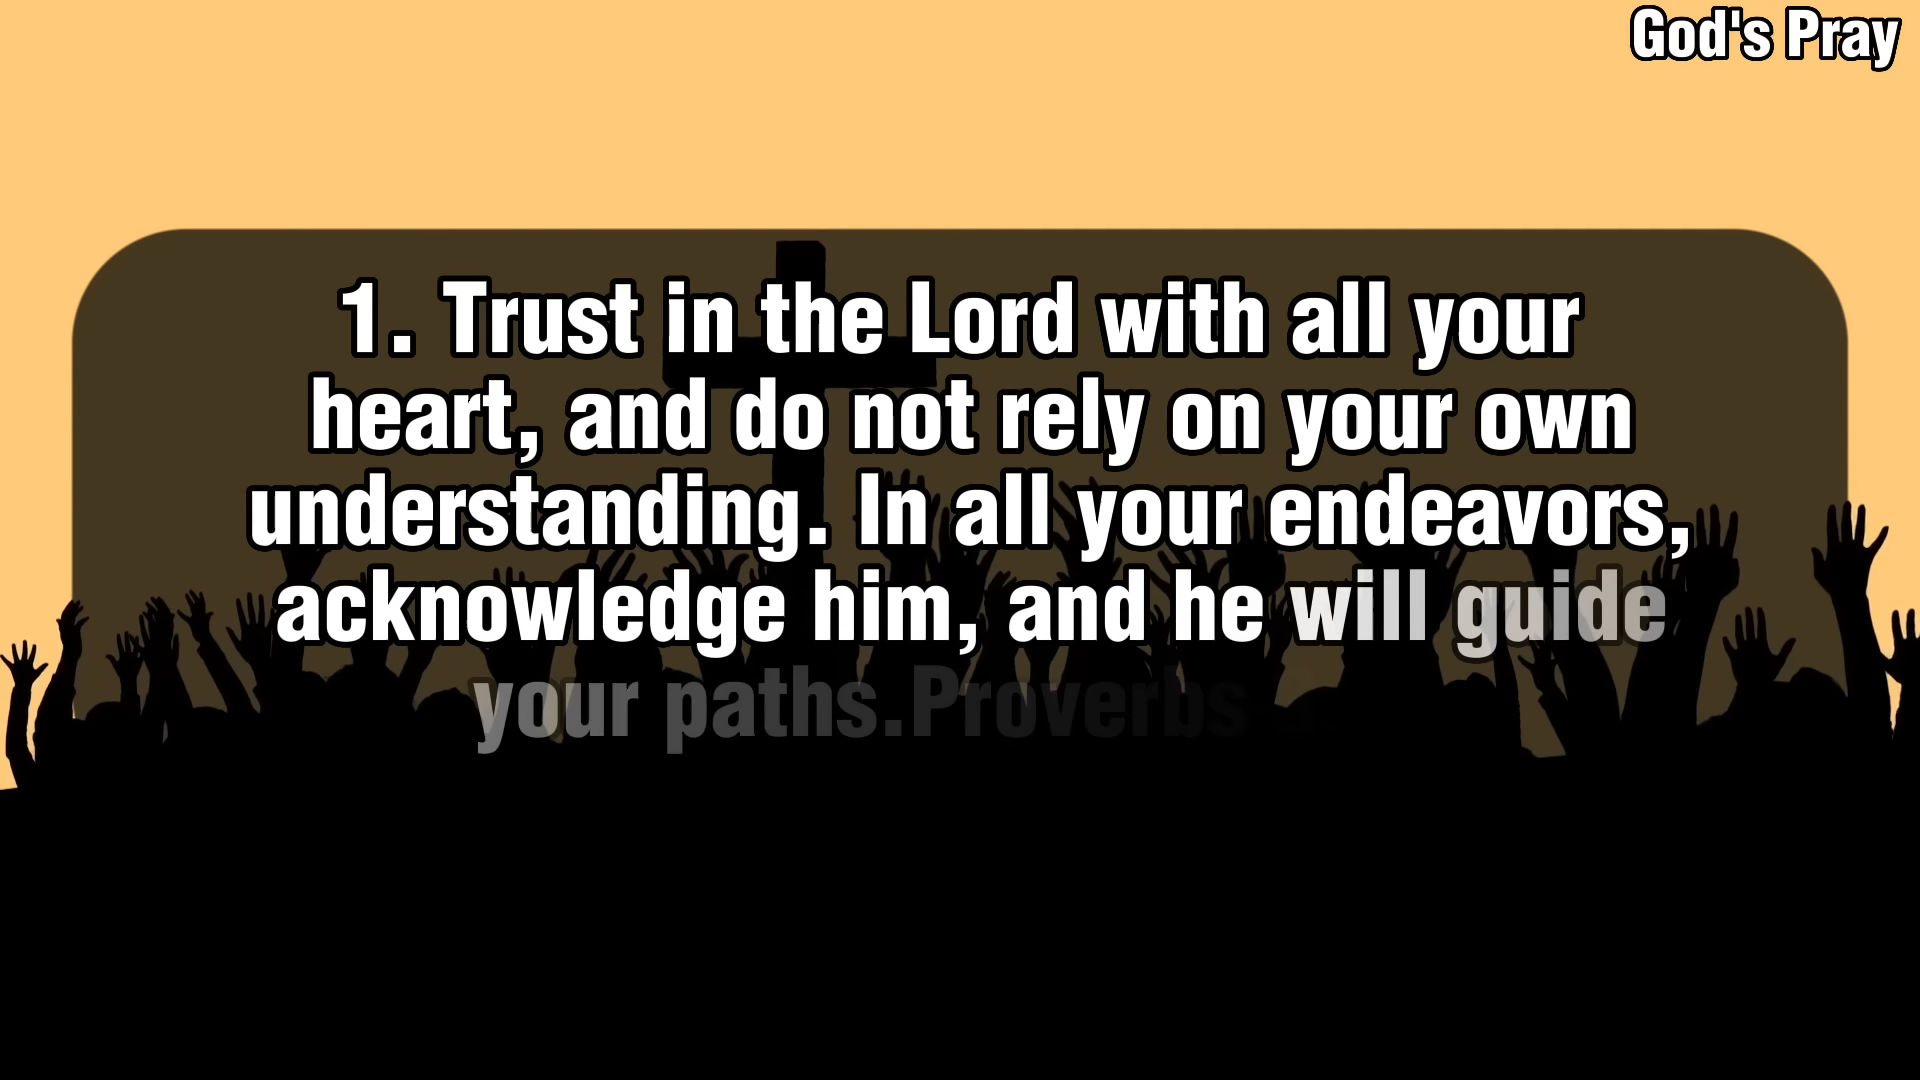 God's Pray
1. Trust in the Lord with all your
heart, and do not rely on your own
understanding. In all your endeavors,
acknowledge him, and he will guide
your paths.Proverbs